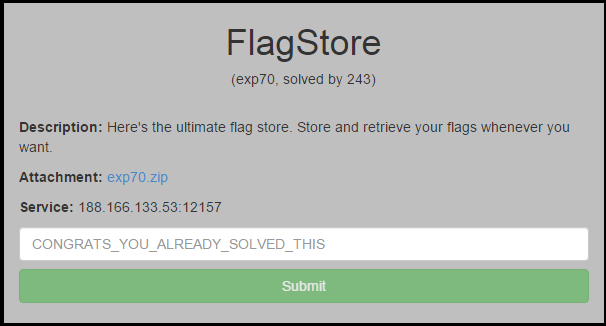 FlagStore
(exp70, solved by 243)
Description: Here's the ultimate flag store. Store and retrieve your flags whenever you
want.
Attachment: exp70.zip
Service: 188.166.133.53:12157
CONGRATS_YOU_ALREADY_SOLVED_THIS
Submit